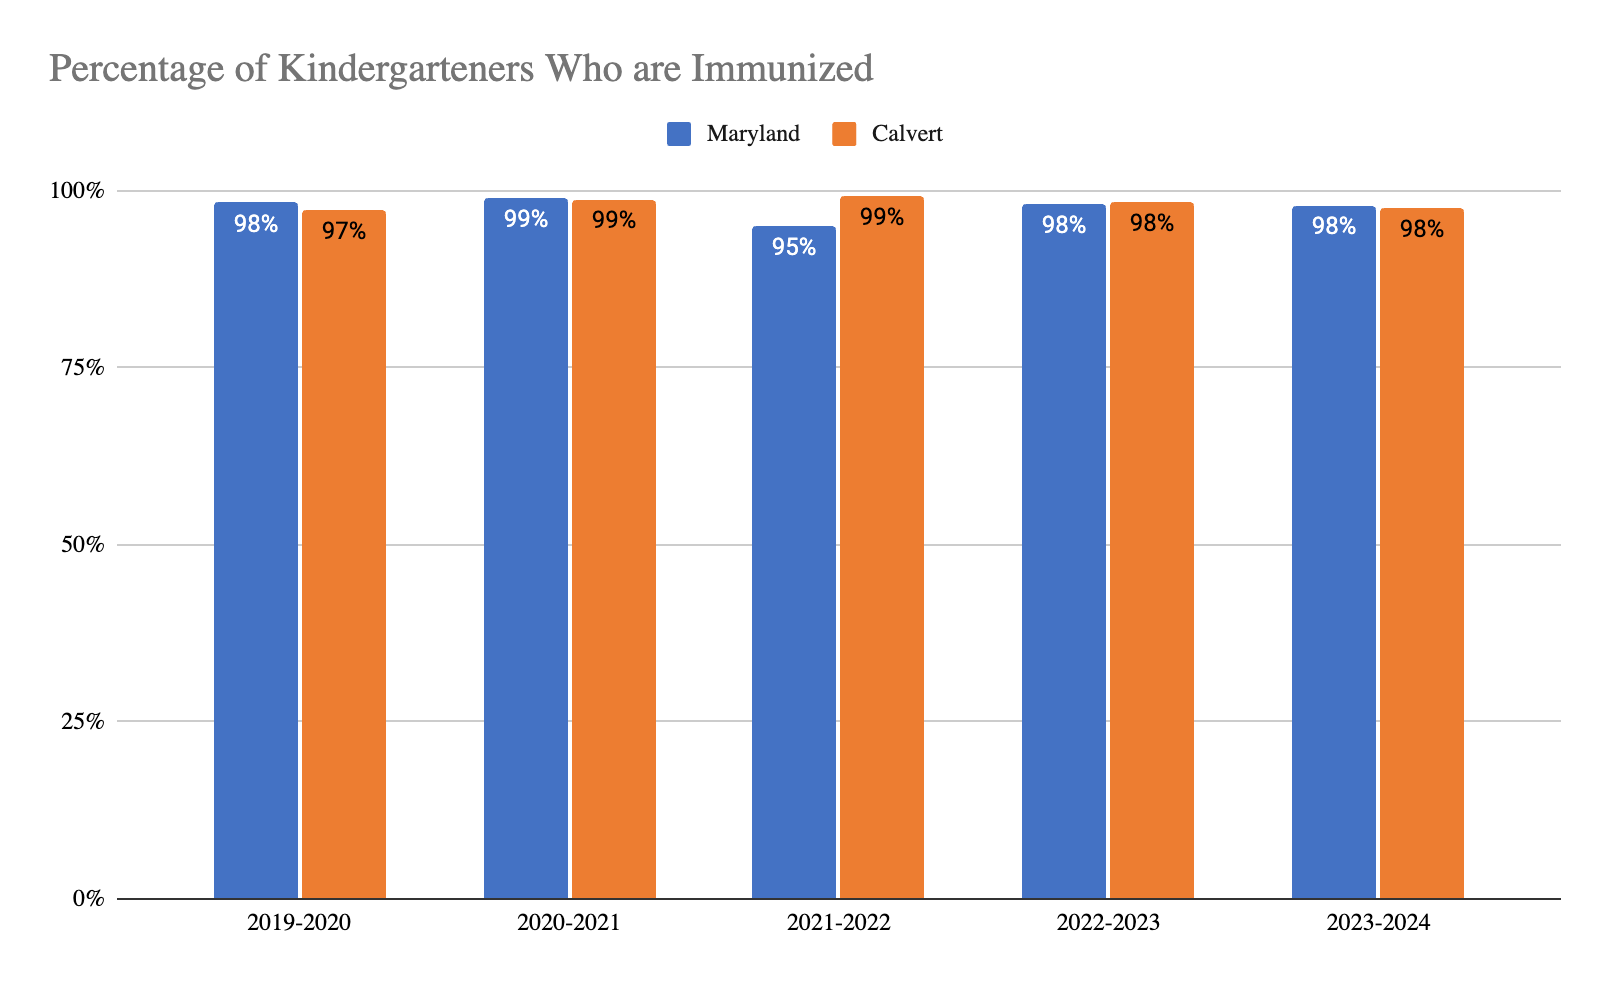 Percentage of Kindergarteners Who are Immunized
Maryland Calvert
100%
98% 97% 99% 99% 95% 99% 98% 98% 98% 98%
75%
50%
25%
0%
2019-2020 2020-2021 2021-2022 2022-2023 2023-2024